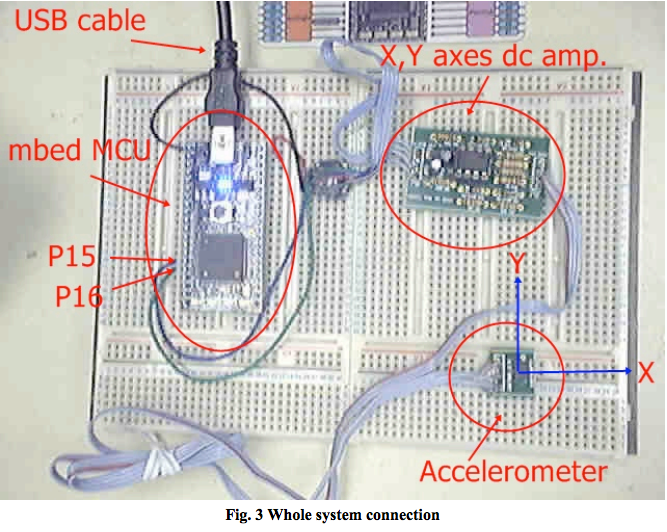 USB cable
X,Y axes dc amp.
mbed MCU
P15
P16
Y
X
Accelerometer
Fig. 3 Whole system connection